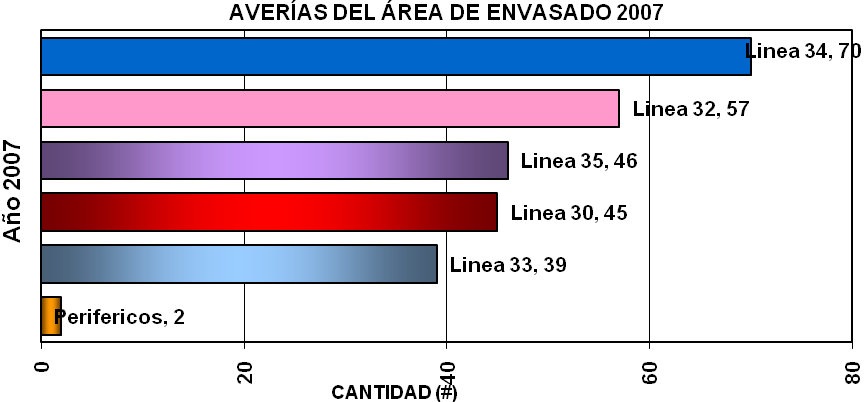 AVERÍAS DEL ÁREA DE ENVASADO 2007
Año 2007
Linea 34, 70
Linea 32, 57
Linea 35, 46
Linea 30, 45
Linea 33, 39
Perifericos, 2
0
20
40
60
80
CANTIDAD (#)